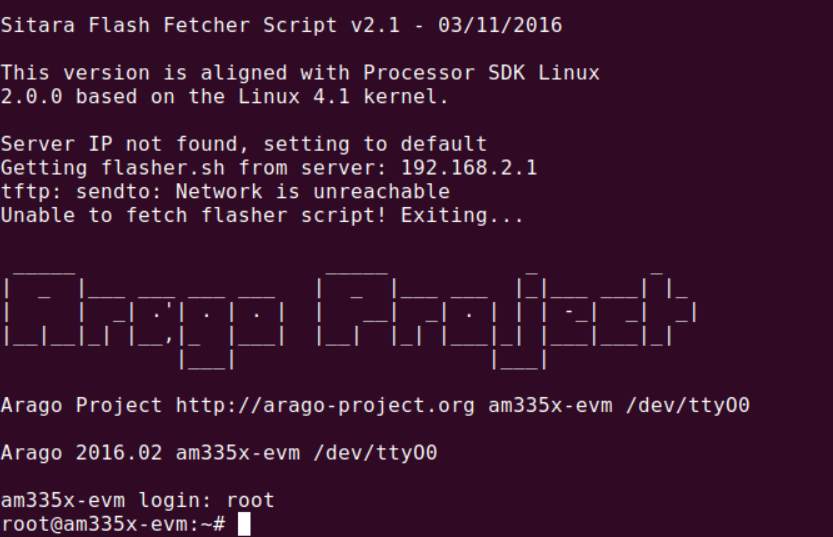 Sitara Flash Fetcher Script v2.1 - 03/11/2016
This version is aligned with Processor SDK Linux
2.0.0 based on the Linux 4.1 kernel.
Server IP not found, setting to default
Getting flasher.sh from server: 192.168.2.1
tftp: sendto: Network is unreachable
Unable to fetch flasher script! Exiting...
Arago Project
Arago Project http://arago-project.org am335x-evm /dev/ttyO0
Arago 2016.02 am335x-evm /dev/ttyO0
am335x-evm login: root
root@am335x-evm:~#